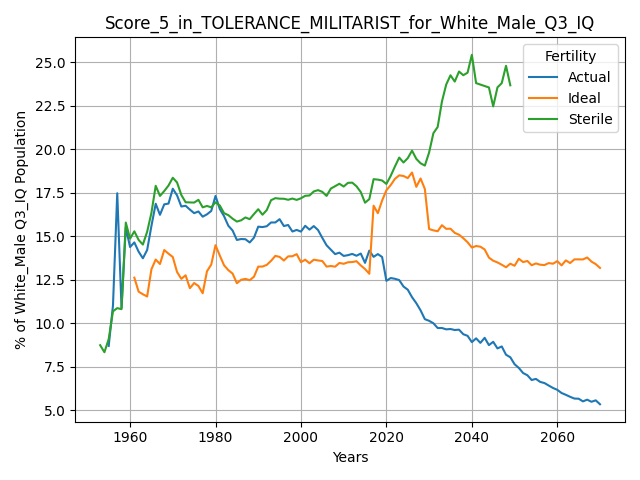 Score_5_in_TOLERANCE_MILITARIST_for_White_Male_Q3_IQ
% of White_Male Q3_IQ Population
25.0
22.5
20.0
17.5
15.0
12.5
10.0
7.5
5.0
Fertility
Actual
Ideal
Sterile
1960 1980 2000 2020 2040 2060
Years